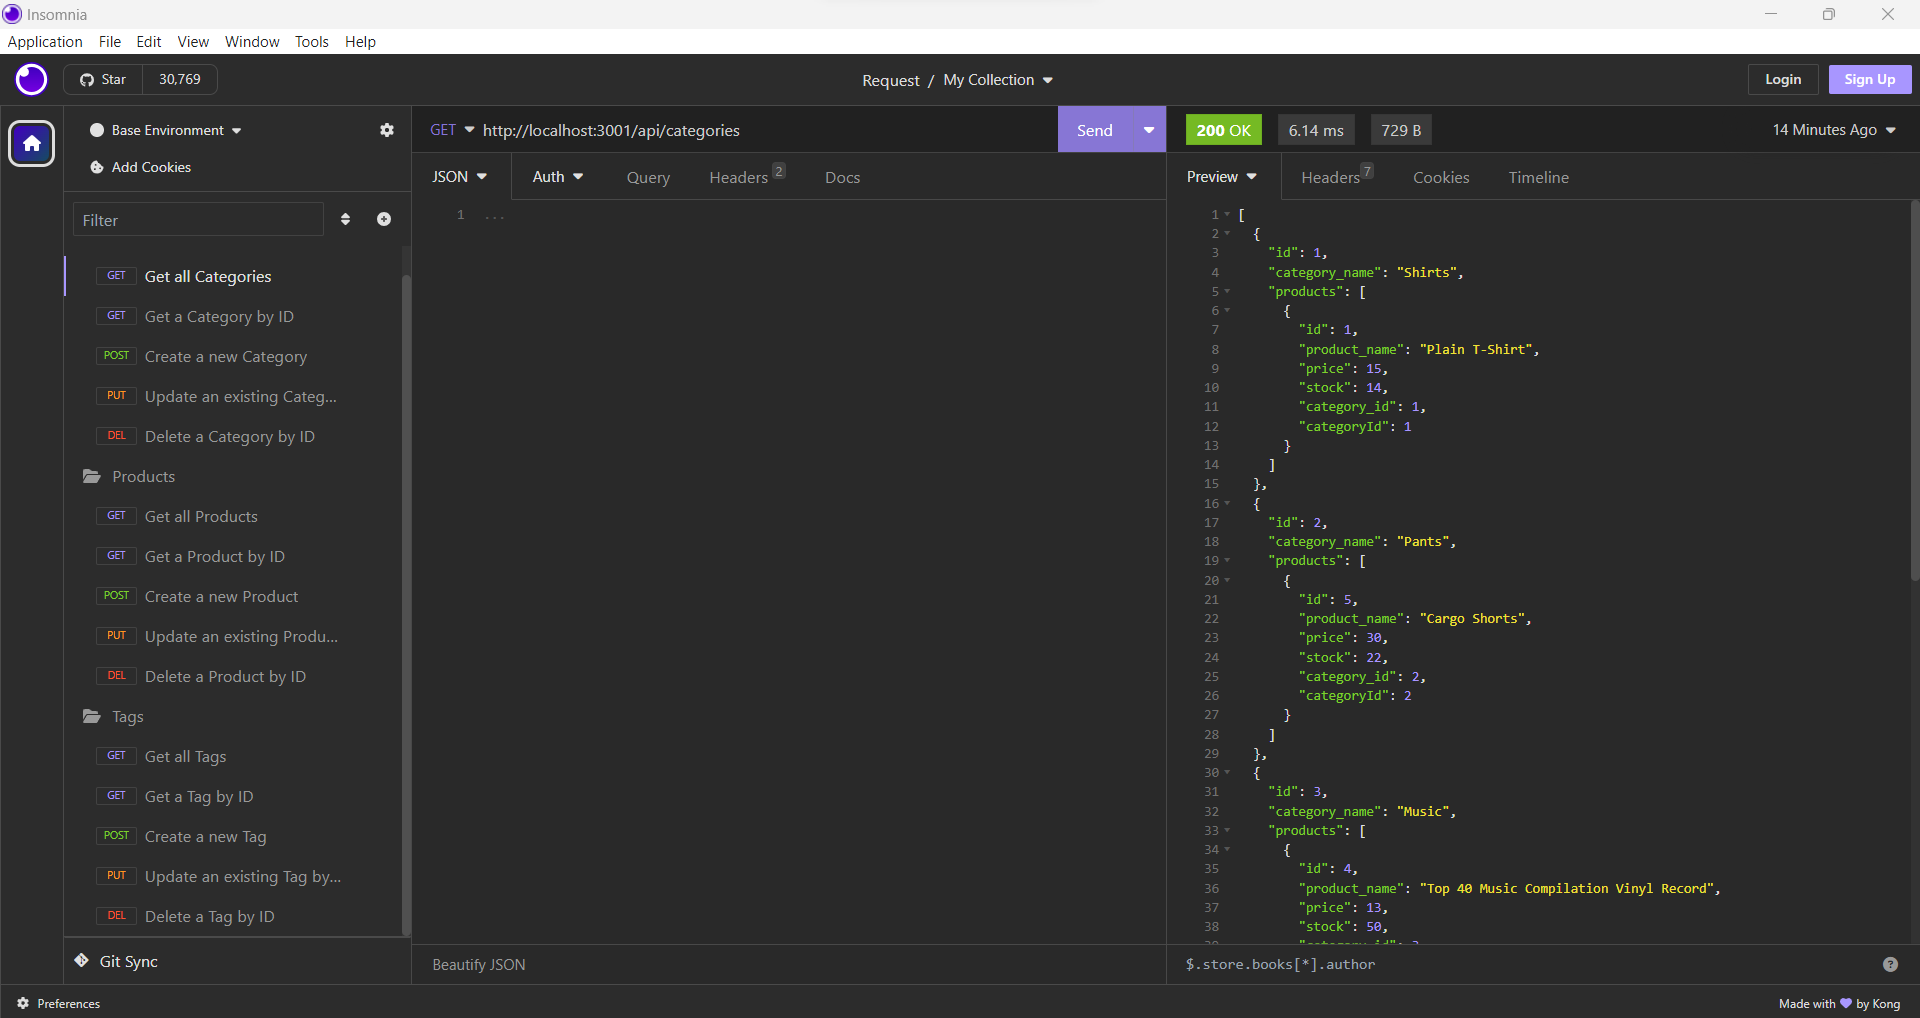 Insomnia
Application File Edit View Window Tools Help
Star 30,769
Request / My Collection
Login Sign Up
Base Environment
Add Cookies
Filter
GET Get all Categories
GET Get a Category by ID
POST Create a new Category
PUT Update an existing Categ...
DEL Delete a Category by ID
Products
GET Get all Products
GET Get a Product by ID
POST Create a new Product
PUT Update an existing Produ...
DEL Delete a Product by ID
Tags
GET Get all Tags
GET Get a Tag by ID
POST Create a new Tag
PUT Update an existing Tag by...
DEL Delete a Tag by ID
Git Sync
Preferences
GET http://localhost:3001/api/categories Send
JSON Auth Query Headers 2 Docs
1 ...
Beautify JSON
200 OK 6.14 ms 729 B 14 Minutes Ago
Preview Headers 7 Cookies Timeline
1 [
2 {
3 "id": 1,
4 "category_name": "Shirts",
5 "products": [
6 {
7 "id": 1,
8 "product_name": "Plain T-Shirt",
9 "price": 15,
10 "stock": 14,
11 "category_id": 1,
12 "categoryId": 1
13 }
14 ]
15 },
16 {
17 "id": 2,
18 "category_name": "Pants",
19 "products": [
20 {
21 "id": 5,
22 "product_name": "Cargo Shorts",
23 "price": 30,
24 "stock": 22,
25 "category_id": 2,
26 "categoryId": 2
27 }
28 ]
29 },
30 {
31 "id": 3,
32 "category_name": "Music",
33 "products": [
34 {
35 "id": 4,
36 "product_name": "Top 40 Music Compilation Vinyl Record",
37 "price": 13,
38 "stock": 50,
$.store.books[*].author
Made with by Kong